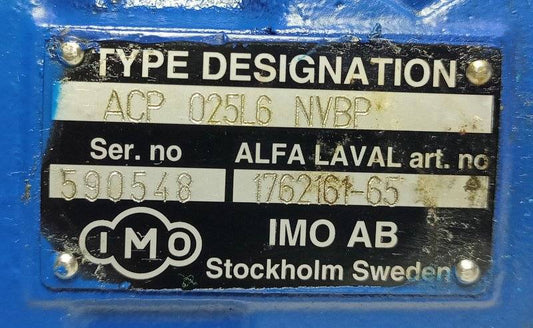 TYPE DESIGNATION
ACP 025L6 NVBP
Ser. no ALFA LAVAL art. no
590548 1762161-65
IMO IMO AB
Stockholm Sweden